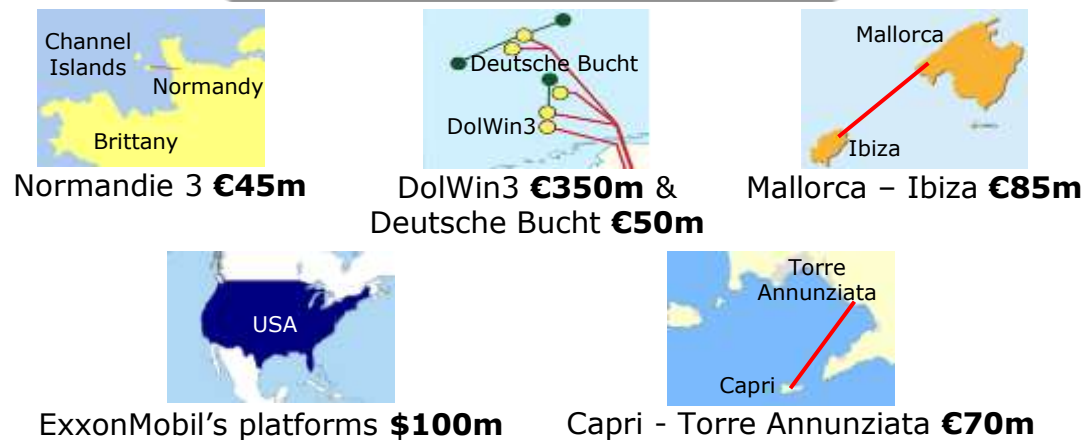 Channel
Islands
Normandy
Brittany
Normandie 3 €45m
Deutsche Bucht
DolWin3
DolWin3 €350m &
Deutsche Bucht €50m
Mallorca
Ibiza
Mallorca – Ibiza €85m
USA
ExxonMobil's platforms $100m
Torre
Annunziata
Capri
Capri - Torre Annunziata €70m